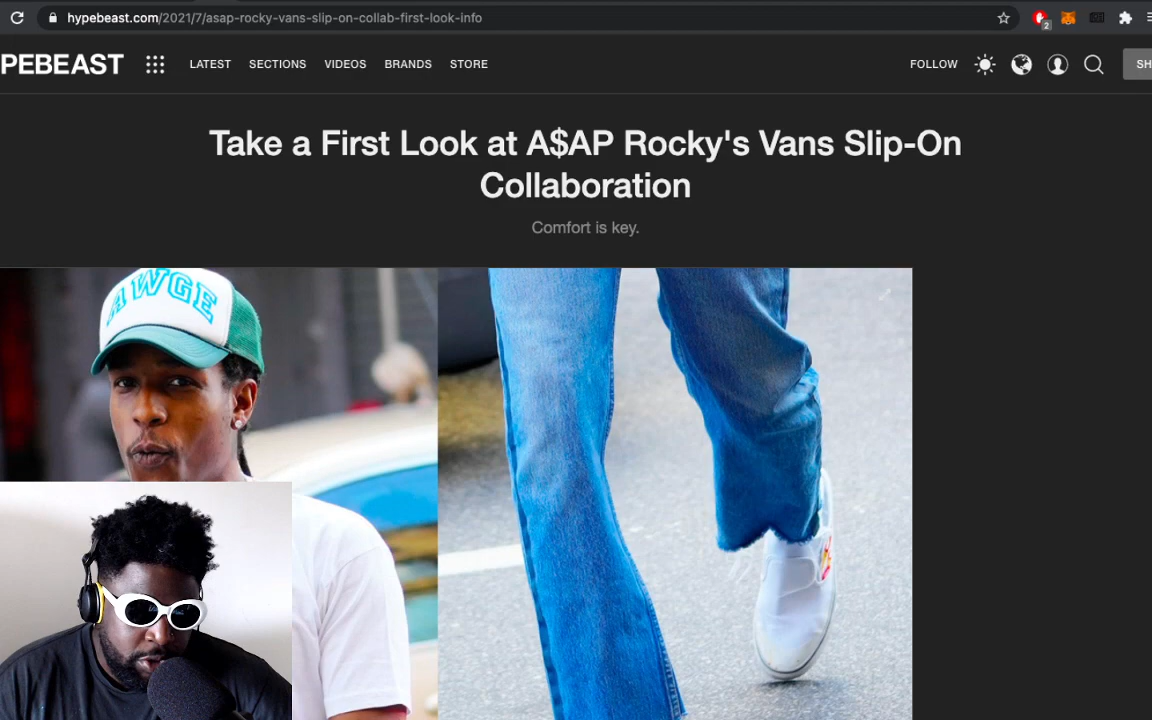 hypebeast.com/2021/7/asap-rocky-vans-slip-on-collab-first-look-info
2
PEBEAST LATEST SECTIONS VIDEOS BRANDS STORE FOLLOW SH
Take a First Look at A$AP Rocky's Vans Slip-On
Collaboration
Comfort is key.
AWGE